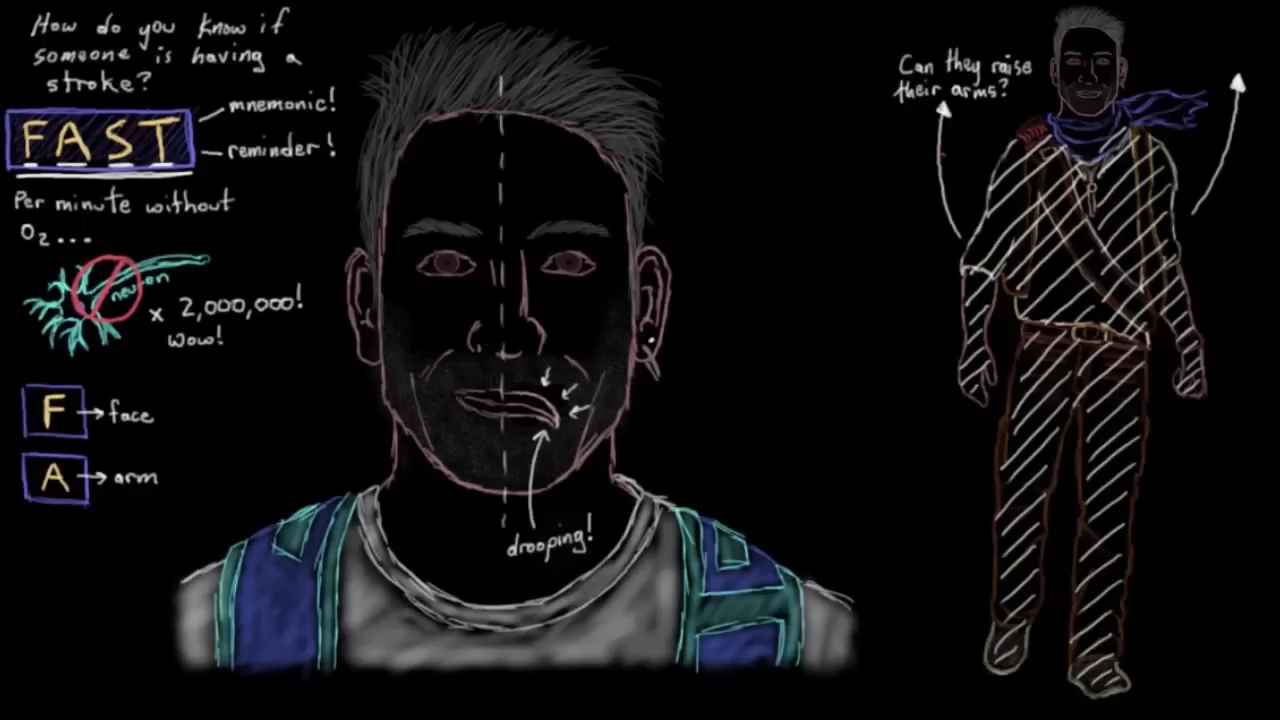 How do you know if
someone is having a
stroke?
mnemonic!
FAST
reminder!
Per minute without
O2...
neuron
x 2,000,000!
Wow!
F → face
A → arm
drooping!
Can they raise
their arms?